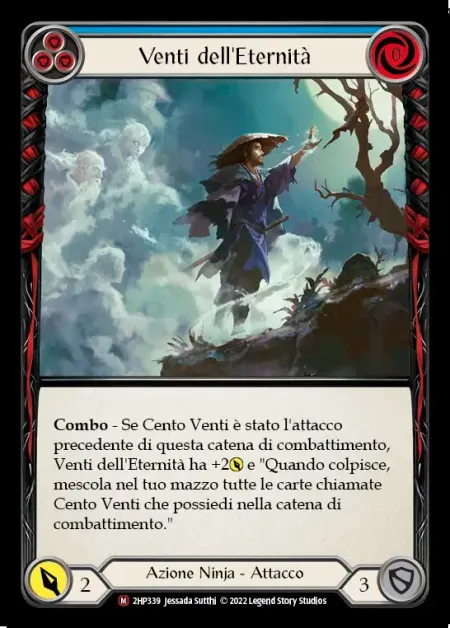 Venti dell'Eternità
0
Combo - Se Cento Venti è stato l'attacco
precedente di questa catena di combattimento,
Venti dell'Eternità ha +2 e "Quando colpisce,
mescola nel tuo mazzo tutte le carte chiamate
Cento Venti che possiedi nella catena di
combattimento."
2
Azione Ninja - Attacco
3
M 2HP339 Jessada Sutthi © 2022 Legend Story Studios